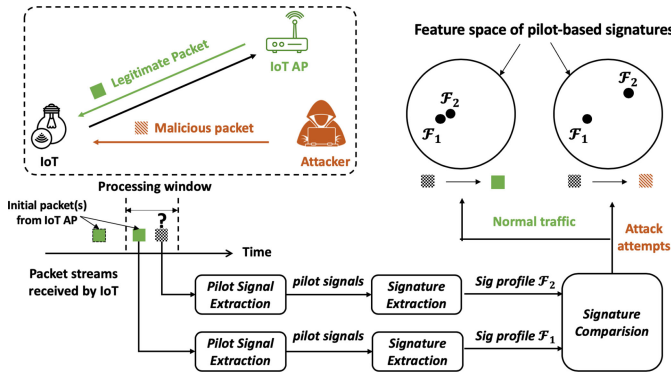 Feature space of pilot-based signatures
Legitimate Packet
IoT AP
IoT
Malicious packet
Attacker
ℱ₂
ℱ₁
ℱ₂
ℱ₁
Processing window
Initial packet(s)
from IoT AP
?
Time
Packet streams
received by IoT
Normal traffic
Attack
attempts
Pilot Signal
Extraction
pilot signals
Signature
Extraction
Sig profile ℱ₂
Pilot Signal
Extraction
pilot signals
Signature
Extraction
Sig profile ℱ₁
Signature
Comparision